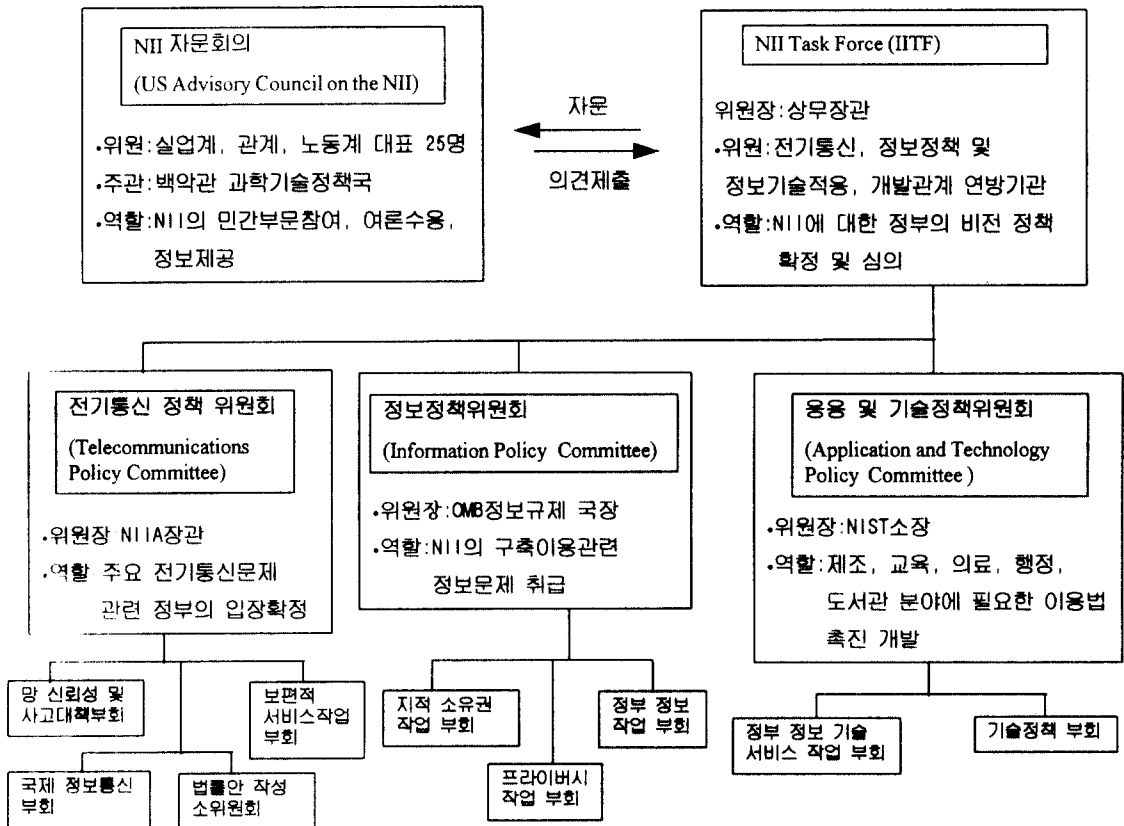 NII 자문회의
(US Advisory Council on the NII)
•위원:실업계, 관계, 노동계 대표 25명
•주관:백악관 과학기술정책국
•역할:NII의 민간부문참여, 여론수용,
정보제공
자문
의견제출
NII Task Force (IITF)
위원장:상무장관
•위원:전기통신, 정보정책 및
정보기술적용, 개발관계 연방기관
•역할:NII에 대한 정부의 비전 정책
확정 및 심의
전기통신 정책 위원회
(Telecommunications
Policy Committee)
•위원장 NIIA장관
•역할 주요 전기통신문제
관련 정부의 입장확정
정보정책위원회
(Information Policy Committee)
•위원장:OMB정보규제 국장
•역할:NII의 구축이용관련
정보문제 취급
응용 및 기술정책위원회
(Application and Technology
Policy Committee )
•위원장:NIST소장
•역할:제조, 교육, 의료, 행정,
도서관 분야에 필요한 이용법
촉진 개발
망 신뢰성 및
사고대책부회
보편적
서비스작업
부회
국제 정보통신
부회
법률안 작성
소위원회
지적 소유권
작업 부회
정부 정보
작업 부회
프라이버시
작업 부회
정부 정보 기술
서비스 작업 부회
기술정책 부회